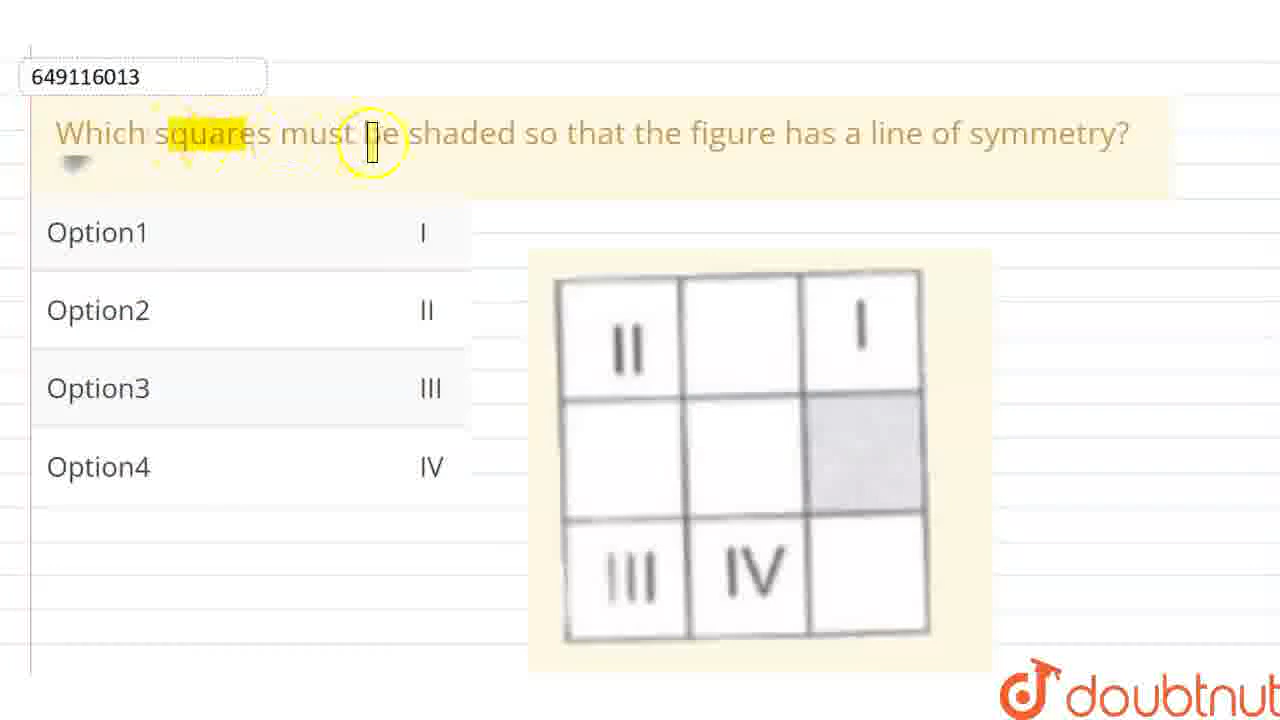 649116013
Which squares must be shaded so that the figure has a line of symmetry?
Option1 I
Option2 II
Option3 III
Option4 IV
II I
III IV
doubtnut